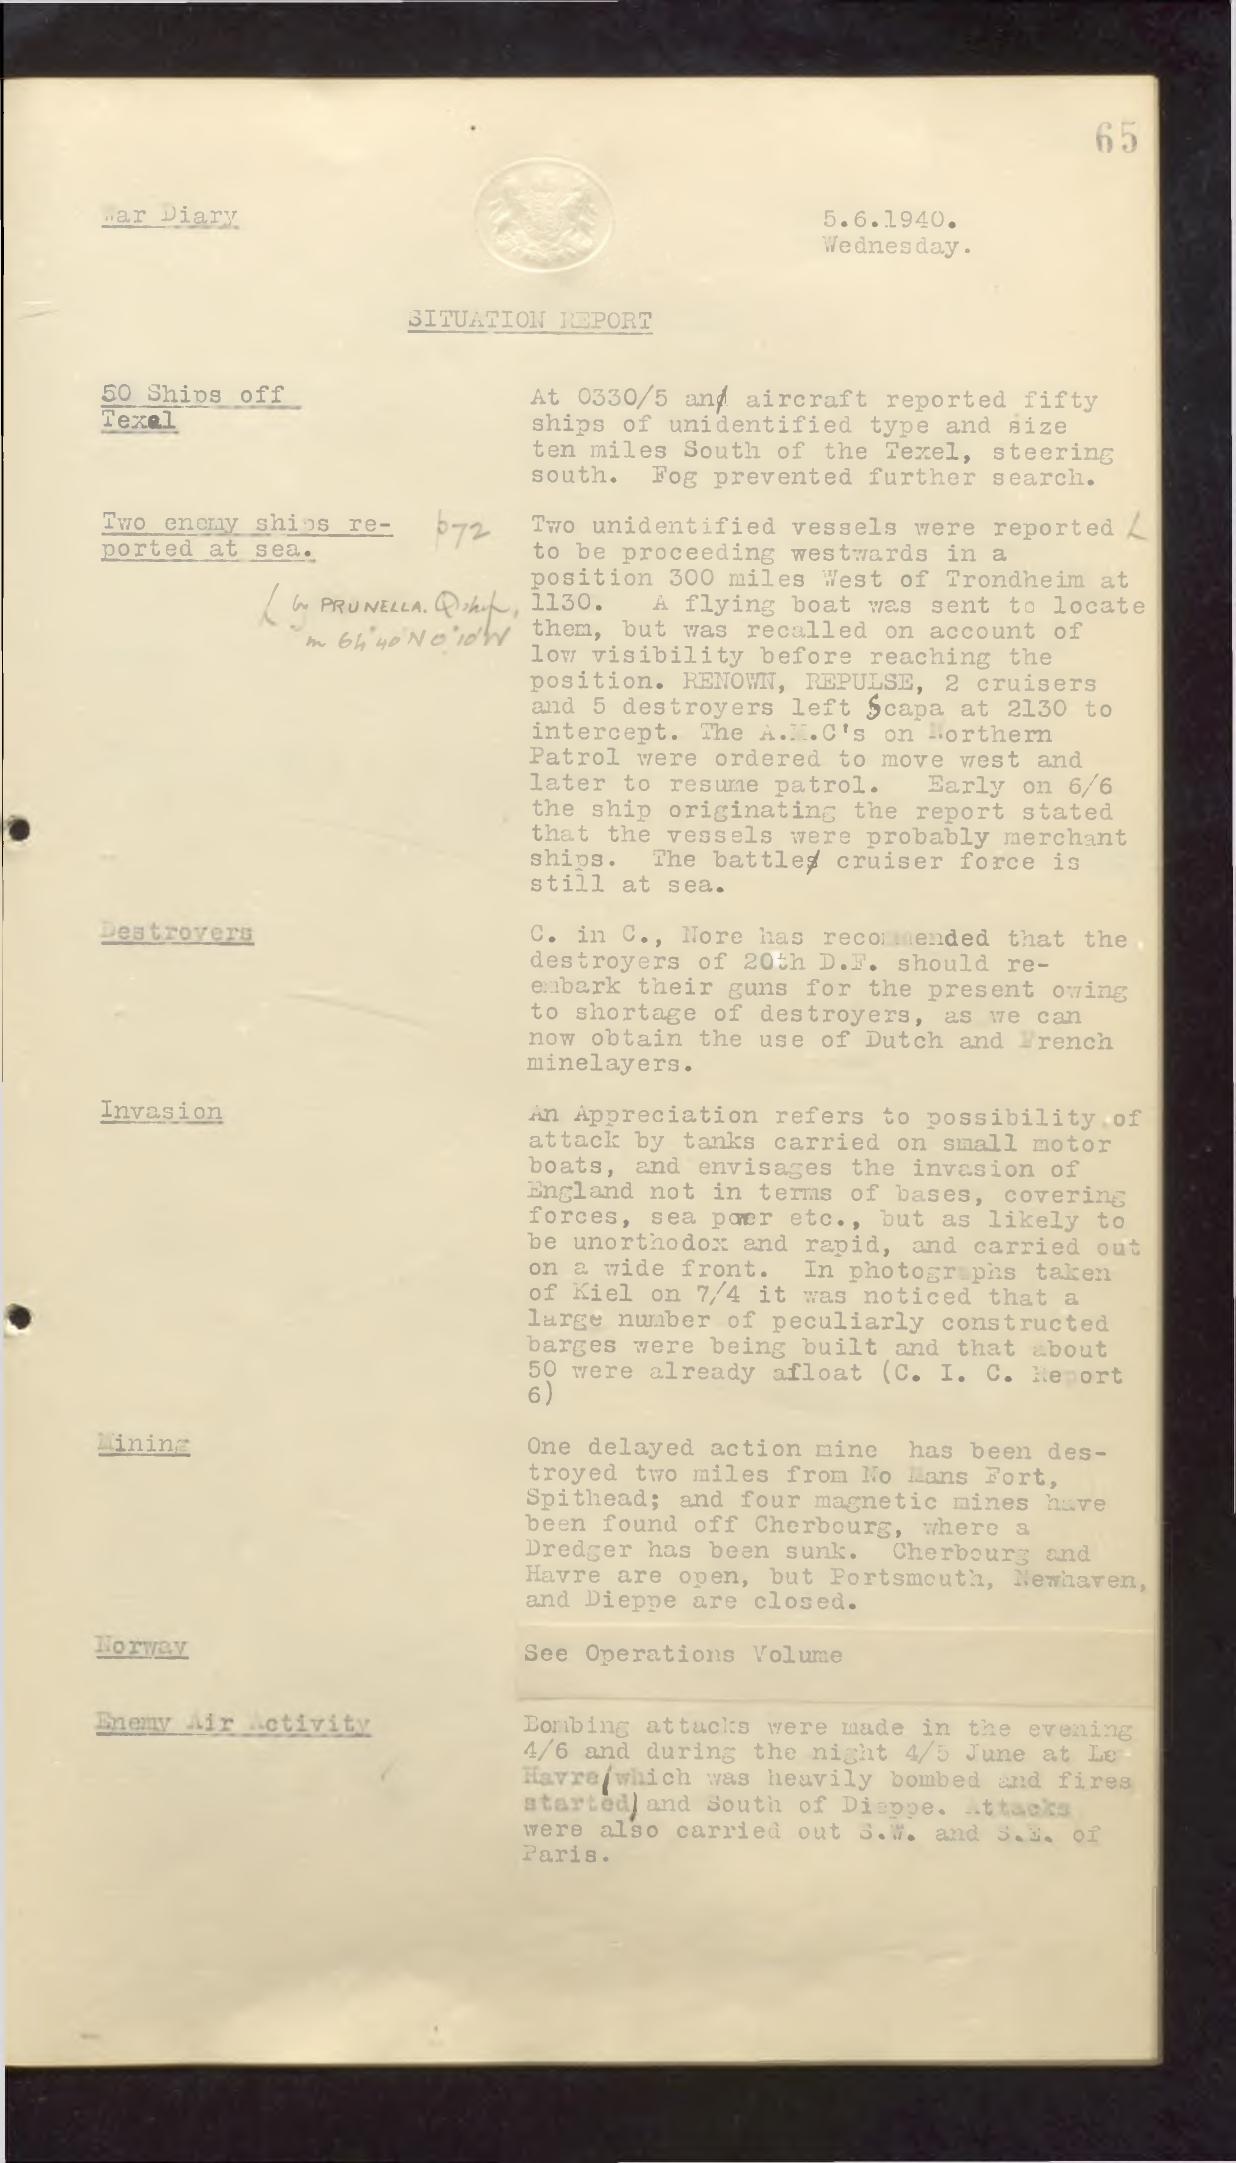 65
War Diary
5.6.1940.
Wednesday.
SITUATION REPORT
50 Ships off
Texel
At 0330/5 an aircraft reported fifty
ships of unidentified type and size
ten miles South of the Texel, steering
south. Fog prevented further search.
Two enemy ships re-
ported at sea.
p72
Two unidentified vessels were reported
to be proceeding westwards in a
position 300 miles West of Trondheim at
1130. A flying boat was sent to locate
them, but was recalled on account of
low visibility before reaching the
position. RENOWN, REPULSE, 2 cruisers
and 5 destroyers left Scapa at 2130 to
intercept. The A.M.C's on Northern
Patrol were ordered to move west and
later to resume patrol. Early on 6/6
the ship originating the report stated
that the vessels were probably merchant
ships. The battle cruiser force is
still at sea.
by PRUNELLA. Qship,
in 64°40'N 0°10'W
Destroyers
C. in C., Nore has recommended that the
destroyers of 20th D.F. should re-
embark their guns for the present owing
to shortage of destroyers, as we can
now obtain the use of Dutch and French
minelayers.
Invasion
An Appreciation refers to possibility of
attack by tanks carried on small motor
boats, and envisages the invasion of
England not in terms of bases, covering
forces, sea power etc., but as likely to
be unorthodox and rapid, and carried out
on a wide front. In photographs taken
of Kiel on 7/4 it was noticed that a
large number of peculiarly constructed
barges were being built and that about
50 were already afloat (C. I. C. Report
6)
Mining
One delayed action mine has been des-
troyed two miles from No Mans Fort,
Spithead; and four magnetic mines have
been found off Cherbourg, where a
Dredger has been sunk. Cherbourg and
Havre are open, but Portsmouth, Newhaven,
and Dieppe are closed.
Norway
See Operations Volume
Enemy Air Activity
Bombing attacks were made in the evening
4/6 and during the night 4/5 June at Le
Havre (which was heavily bombed and fires
started) and South of Dieppe. Attacks
were also carried out S.W. and S.E. of
Paris.